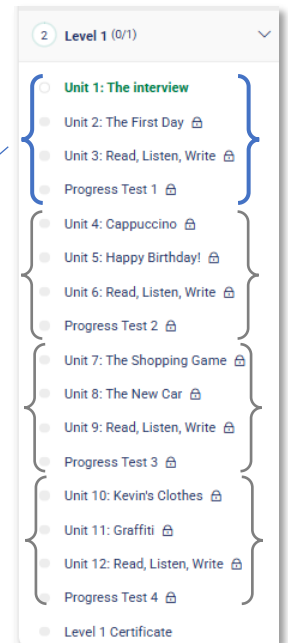 2 Level 1 (0/1)
Unit 1: The interview
Unit 2: The First Day
Unit 3: Read, Listen, Write
Progress Test 1
Unit 4: Cappuccino
Unit 5: Happy Birthday!
Unit 6: Read, Listen, Write
Progress Test 2
Unit 7: The Shopping Game
Unit 8: The New Car
Unit 9: Read, Listen, Write
Progress Test 3
Unit 10: Kevin's Clothes
Unit 11: Graffiti
Unit 12: Read, Listen, Write
Progress Test 4
Level 1 Certificate